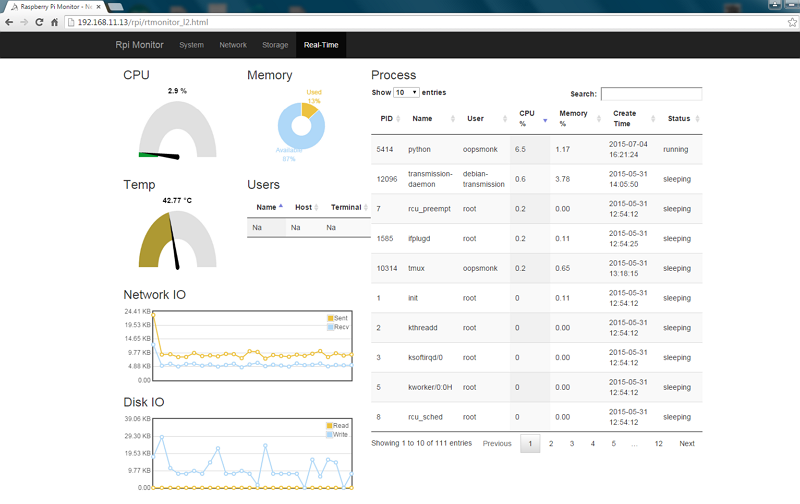 Raspberry Pi Monitor - Ne
192.168.11.13/rpi/rtmonitor_l2.html
Rpi Monitor System Network Storage Real-Time
CPU
2.9 %
Memory
Used
13%
Available
87%
Temp
42.77 °C
Users
Name Host Terminal
Na Na Na
Network IO
24.41 KB
19.53 KB
14.65 KB
9.77 KB
4.88 KB
0.00
Sent
Recv
Disk IO
39.06 KB
29.30 KB
19.53 KB
9.77 KB
0.00
Read
Write
Process
Show 10 entries
Search:
PID Name User CPU % Memory % Create Time Status
5414 python oopsmonk 6.5 1.17 2015-07-04 16:21:24 running
12096 transmission-daemon debian-transmission 0.6 3.78 2015-05-31 14:05:50 sleeping
7 rcu_preempt root 0.2 0.00 2015-05-31 12:54:12 sleeping
1585 ifplugd root 0.2 0.11 2015-05-31 12:54:25 sleeping
10314 tmux oopsmonk 0.2 0.65 2015-05-31 13:18:15 sleeping
1 init root 0 0.11 2015-05-31 12:54:12 sleeping
2 kthreadd root 0 0.00 2015-05-31 12:54:12 sleeping
3 ksoftirqd/0 root 0 0.00 2015-05-31 12:54:12 sleeping
5 kworker/0:0H root 0 0.00 2015-05-31 12:54:12 sleeping
8 rcu_sched root 0 0.00 2015-05-31 12:54:12 sleeping
Showing 1 to 10 of 111 entries
Previous 1 2 3 4 5 ... 12 Next